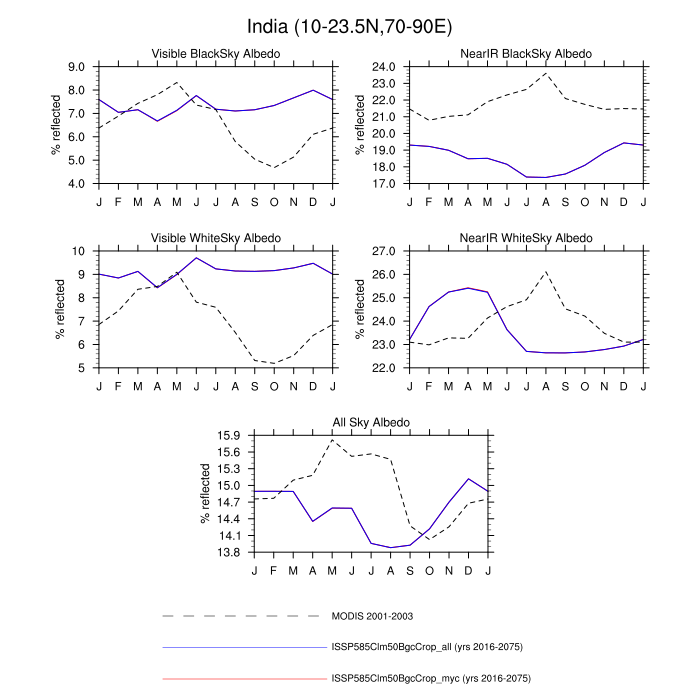 India (10-23.5N,70-90E)
Visible BlackSky Albedo
% reflected
9.0
8.0
7.0
6.0
5.0
4.0
J F M A M J J A S O N D J
NearIR BlackSky Albedo
24.0
23.0
22.0
21.0
20.0
19.0
18.0
17.0
J F M A M J J A S O N D J
Visible WhiteSky Albedo
% reflected
10
9
8
7
6
5
J F M A M J J A S O N D J
NearIR WhiteSky Albedo
27.0
26.0
25.0
24.0
23.0
22.0
J F M A M J J A S O N D J
All Sky Albedo
% reflected
15.9
15.6
15.3
15.0
14.7
14.4
14.1
13.8
J F M A M J J A S O N D J
MODIS 2001-2003
ISSP585Clm50BgcCrop_all (yrs 2016-2075)
ISSP585Clm50BgcCrop_myc (yrs 2016-2075)